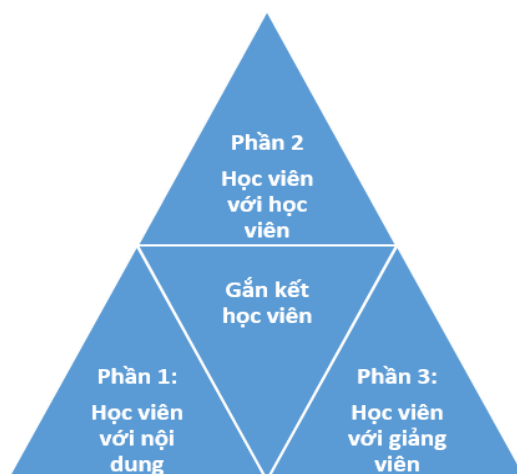 Phần 2
Học viên
với học
viên
Gắn kết
học viên
Phần 1:
Học viên
với nội
dung
Phần 3:
Học viên
với giảng
viên